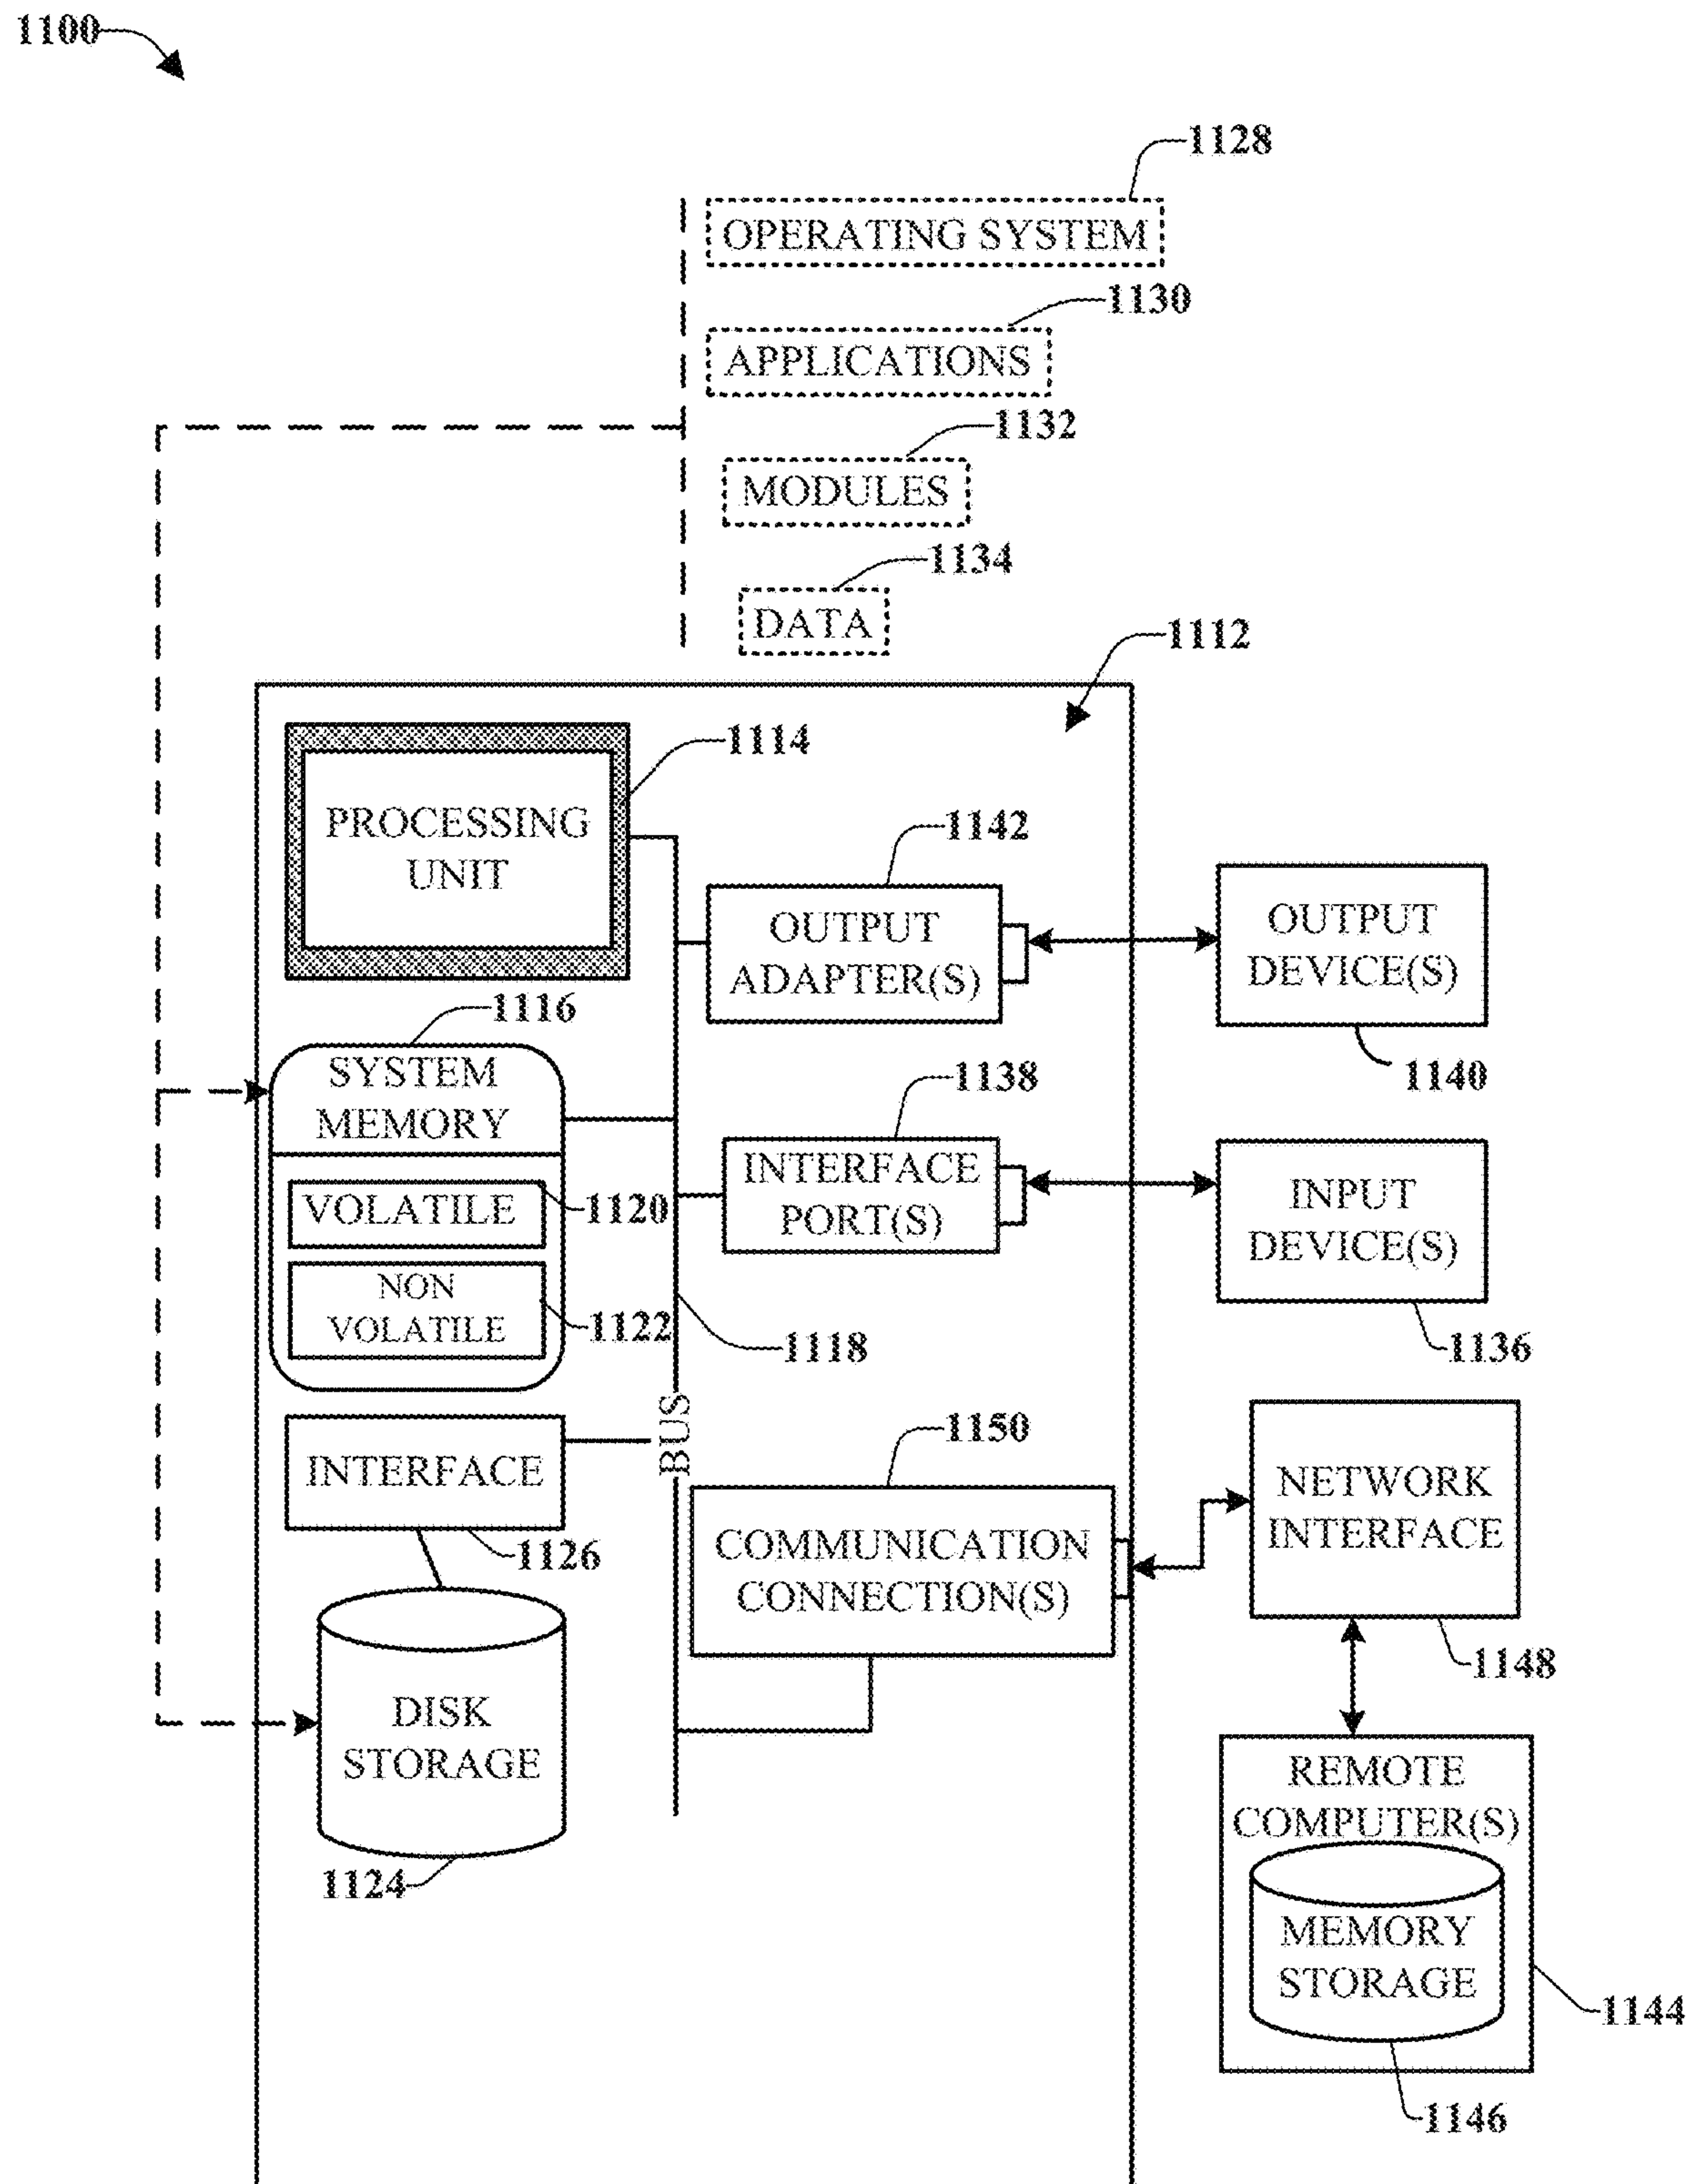 1100
1128
OPERATING SYSTEM
1130
APPLICATIONS
1132
MODULES
1134
DATA
1112
1114
PROCESSING
UNIT
1142
OUTPUT
ADAPTER(S)
OUTPUT
DEVICE(S)
1140
1116
SYSTEM
MEMORY
VOLATILE
1120
NON
VOLATILE
1122
1138
INTERFACE
PORT(S)
INPUT
DEVICE(S)
1136
1118
BUS
INTERFACE
1126
1150
COMMUNICATION
CONNECTION(S)
NETWORK
INTERFACE
1148
DISK
STORAGE
1124
REMOTE
COMPUTER(S)
MEMORY
STORAGE
1144
1146